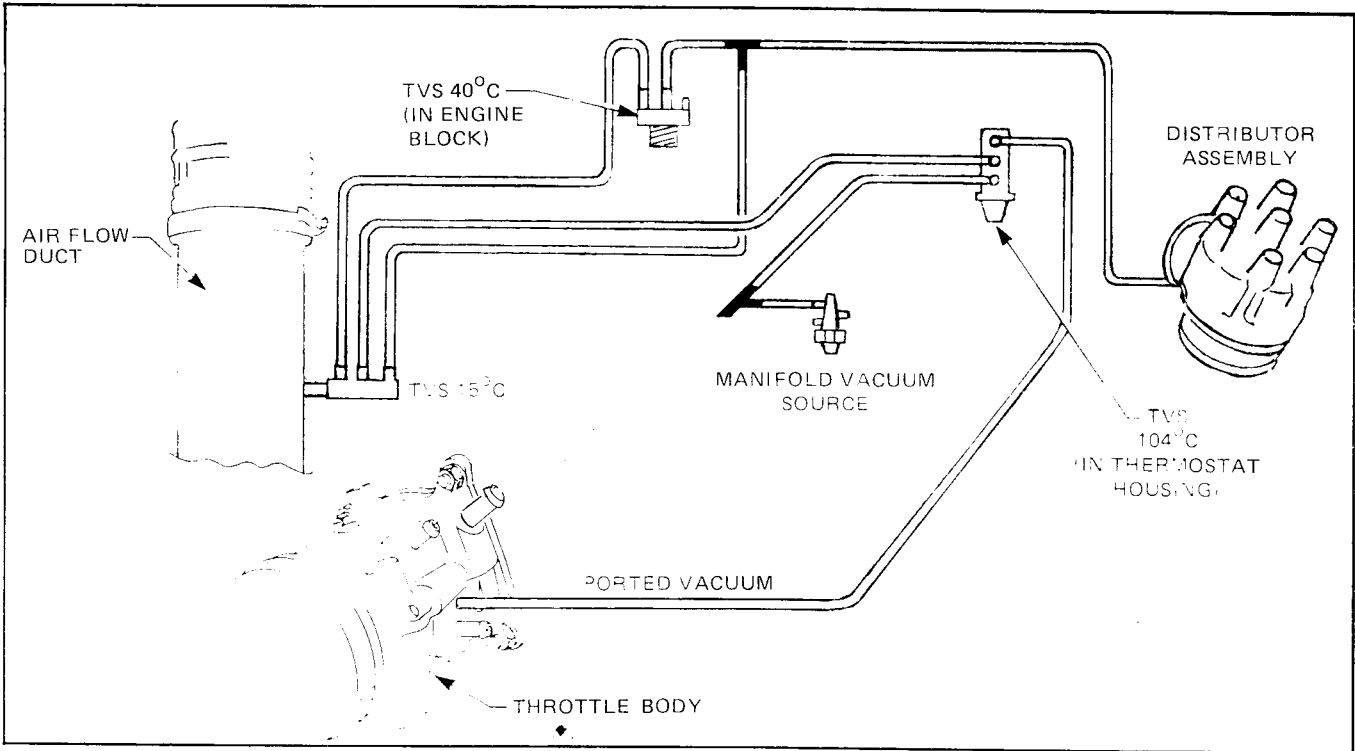 TVS 40°C
(IN ENGINE
BLOCK)
DISTRIBUTOR
ASSEMBLY
AIR FLOW
DUCT
TVS 15°C
MANIFOLD VACUUM
SOURCE
TVS
104°C
(IN THERMOSTAT
HOUSING)
PORTED VACUUM
THROTTLE BODY